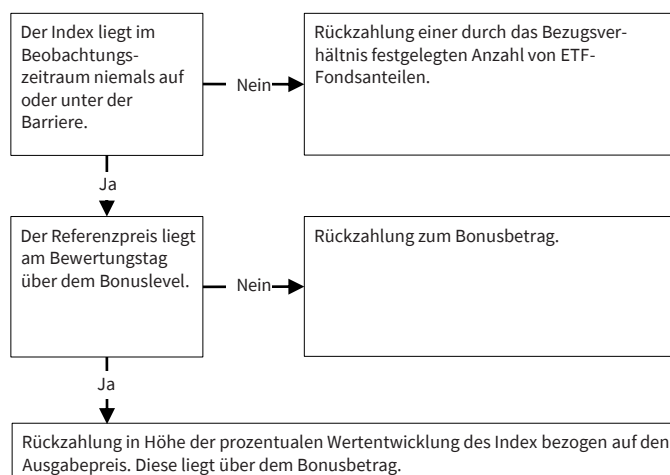 Der Index liegt im
Beobachtungs-
zeitraum niemals auf
oder unter der
Barriere.
Nein
Rückzahlung einer durch das Bezugsver-
hältnis festgelegten Anzahl von ETF-
Fondsanteilen.
Ja
Der Referenzpreis liegt
am Bewertungstag
über dem Bonuslevel.
Nein
Rückzahlung zum Bonusbetrag.
Ja
Rückzahlung in Höhe der prozentualen Wertentwicklung des Index bezogen auf den
Ausgabepreis. Diese liegt über dem Bonusbetrag.